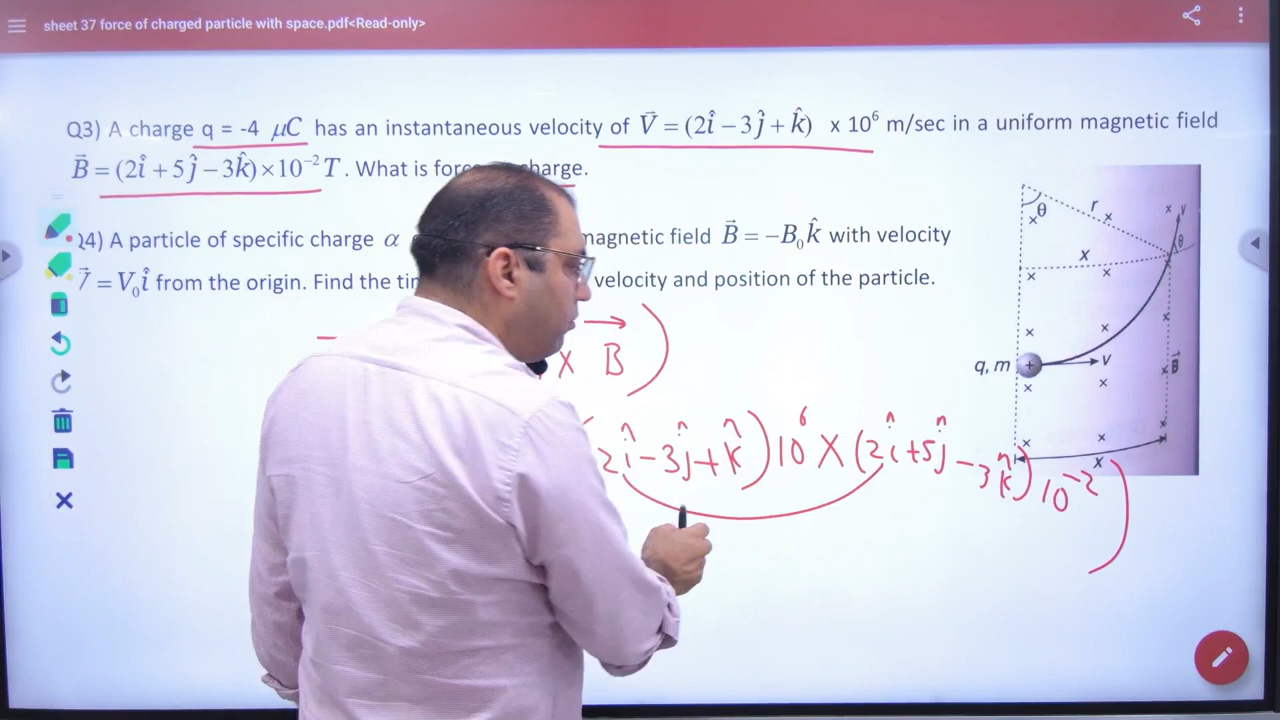 sheet 37 force of charged particle with space.pdf<Read-only>
Q3) A charge q = -4 μC has an instantaneous velocity of V⃗ = (2î − 3ĵ + k̂) x 10⁶ m/sec in a uniform magnetic field
B⃗ = (2î + 5ĵ − 3k̂) × 10⁻² T. What is charge.
24) A particle of specific charge α magnetic field B⃗ = −B₀k̂ with velocity
= V₀î from the origin. Find the velocity and position of the particle.
X B⃗ )
2î − 3ĵ + k̂ ) 10⁶ X (2î + 5ĵ − 3k̂) 10⁻² )
θ
r
x
v
θ
x
x
x
x
x
x
x
x
q, m
+
v
x
B⃗
x
x
x
x
x
x